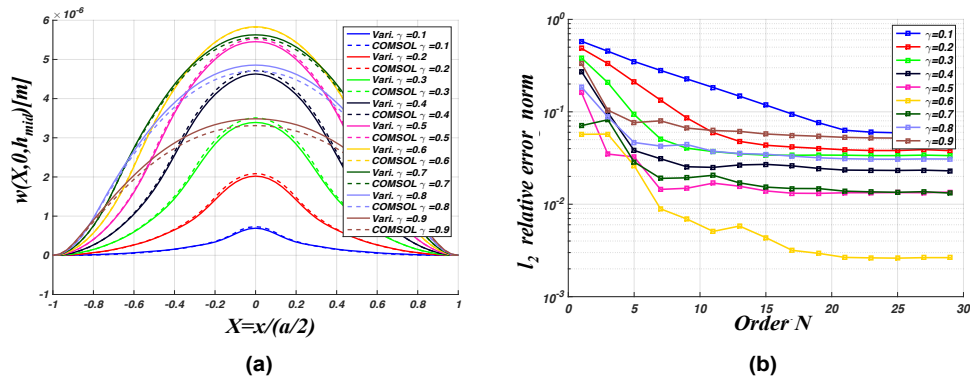 ×10⁻⁶
6
5
4
3
2
1
0
-1
w(X,0,h_mid)[m]
-1 -0.8 -0.6 -0.4 -0.2 0 0.2 0.4 0.6 0.8 1
X=x/(a/2)
Vari. γ =0.1
COMSOL γ =0.1
Vari. γ =0.2
COMSOL γ =0.2
Vari. γ =0.3
COMSOL γ =0.3
Vari. γ =0.4
COMSOL γ =0.4
Vari. γ =0.5
COMSOL γ =0.5
Vari. γ =0.6
COMSOL γ =0.6
Vari. γ =0.7
COMSOL γ =0.7
Vari. γ =0.8
COMSOL γ =0.8
Vari. γ =0.9
COMSOL γ =0.9
(a)
10⁰
10⁻¹
10⁻²
10⁻³
l₂ relative error norm
0 5 10 15 20 25 30
Order N
γ=0.1
γ=0.2
γ=0.3
γ=0.4
γ=0.5
γ=0.6
γ=0.7
γ=0.8
γ=0.9
(b)